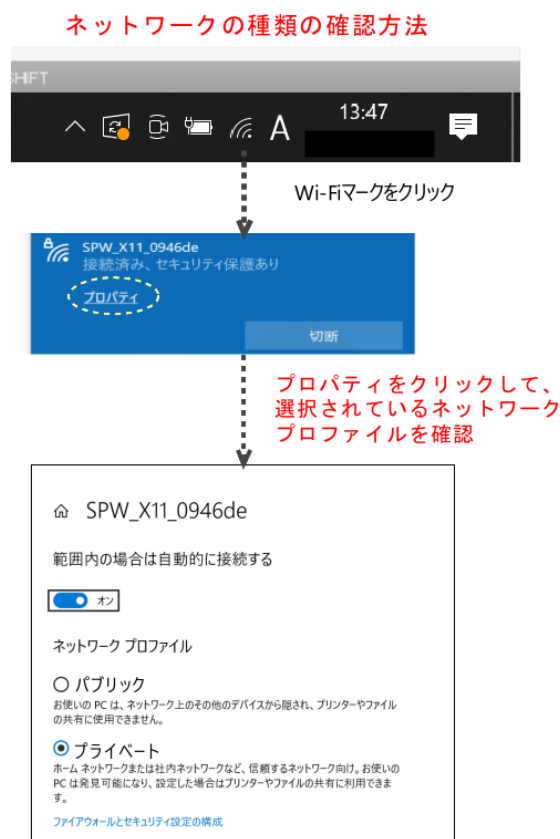 ネットワークの種類の確認方法
SHIFT
A
13:47
Wi-Fiマークをクリック
SPW_X11_0946de
接続済み、セキュリティ保護あり
プロパティ
切断
プロパティをクリックして、
選択されているネットワーク
プロファイルを確認
SPW_X11_0946de
範囲内の場合は自動的に接続する
オン
ネットワーク プロファイル
パブリック
お使いの PC は、ネットワーク上のその他のデバイスから隠され、プリンターやファイル
の共有に使用できません。
プライベート
ホーム ネットワークまたは社内ネットワークなど、信頼するネットワーク向け。お使いの
PC は発見可能になり、設定した場合はプリンターやファイルの共有に利用できま
す。
ファイアウォールとセキュリティ設定の構成